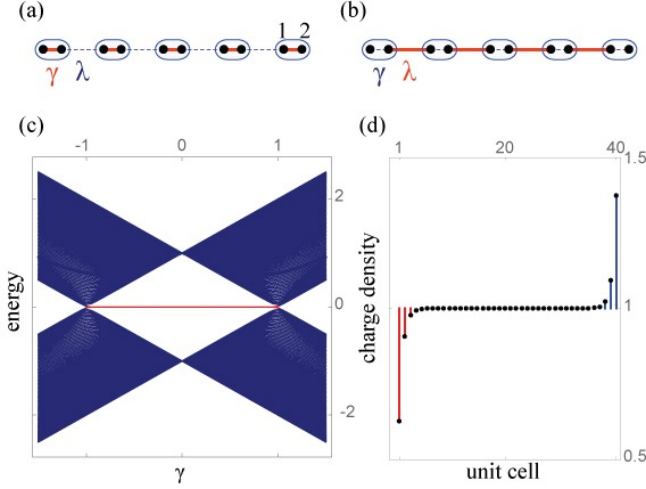 (a)
1 2
γ λ
(b)
γ λ
(c)
-1 0 1
2
0
-2
energy
γ
(d)
1 20 40
1.5
1
0.5
charge density
unit cell